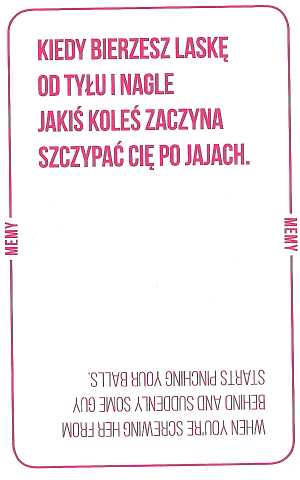 KIEDY BIERZESZ LASKĘ
OD TYŁU I NAGLE
JAKIŚ KOLEŚ ZACZYNA
SZCZYPAĆ CIĘ PO JAJACH.
MEMY
MEMY
WHEN YOU'RE SCREWING HER FROM
BEHIND AND SUDDENLY SOME GUY
STARTS PINCHING YOUR BALLS.